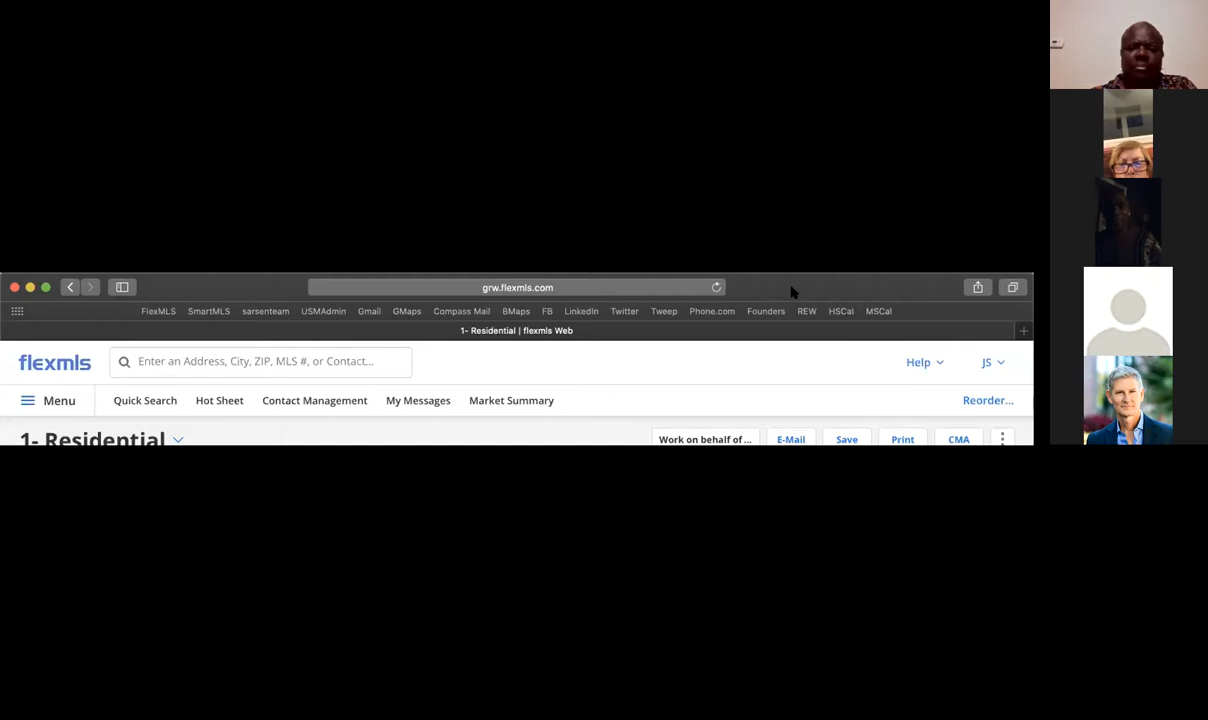 grw.flexmls.com
FlexMLS SmartMLS sarsenteam USMAdmin Gmail GMaps Compass Mail BMaps FB LinkedIn Twitter Tweep Phone.com Founders REW HSCal MSCal
1- Residential | flexmls Web
flexmls Enter an Address, City, ZIP, MLS #, or Contact... Help JS
Menu Quick Search Hot Sheet Contact Management My Messages Market Summary Reorder...
1- Residential Work on behalf of ... E-Mail Save Print CMA